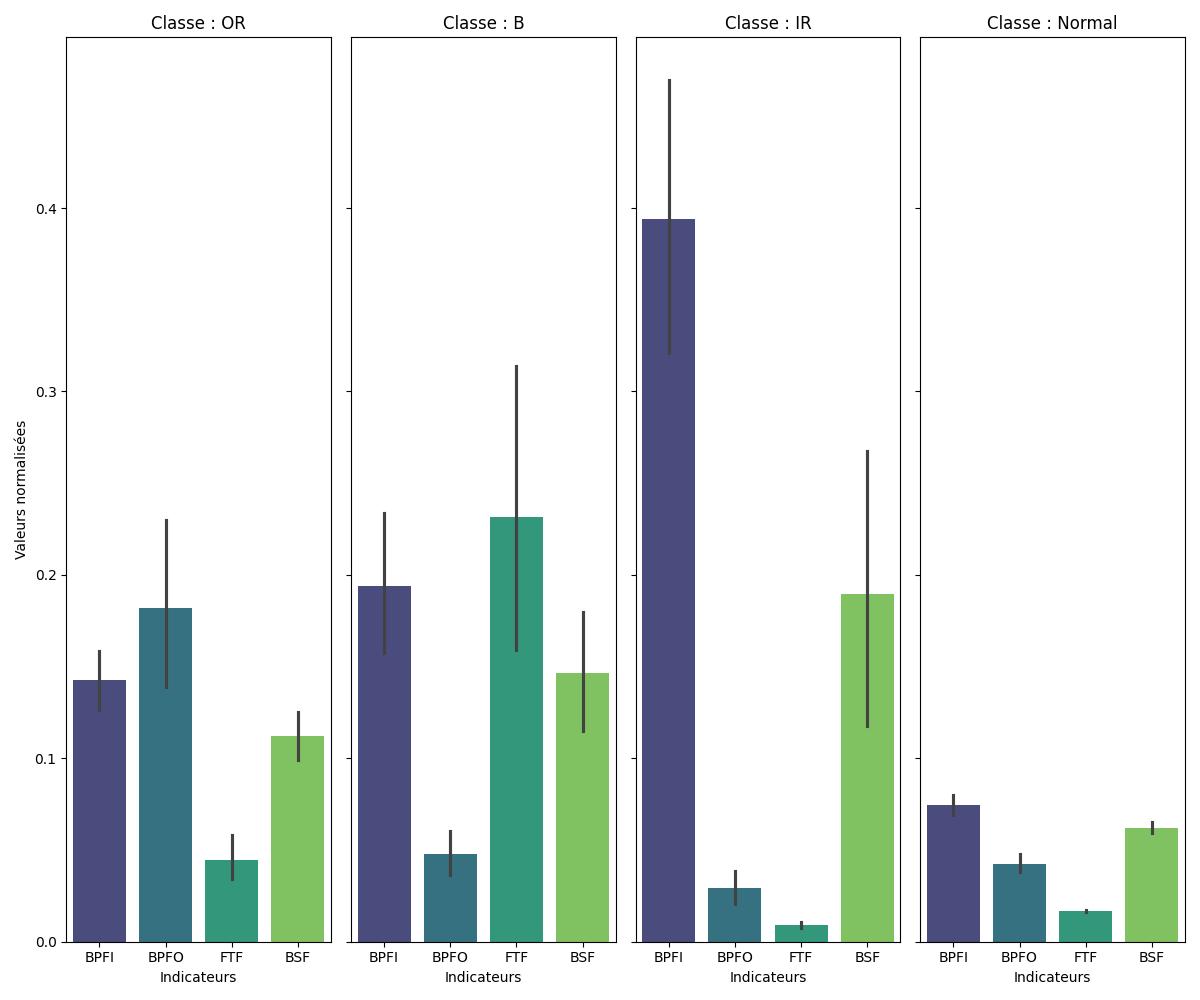 Classe : OR
Classe : B
Classe : IR
Classe : Normal
Valeurs normalisées
0.4
0.3
0.2
0.1
0.0
BPFI BPFO FTF BSF
BPFI BPFO FTF BSF
BPFI BPFO FTF BSF
BPFI BPFO FTF BSF
Indicateurs
Indicateurs
Indicateurs
Indicateurs